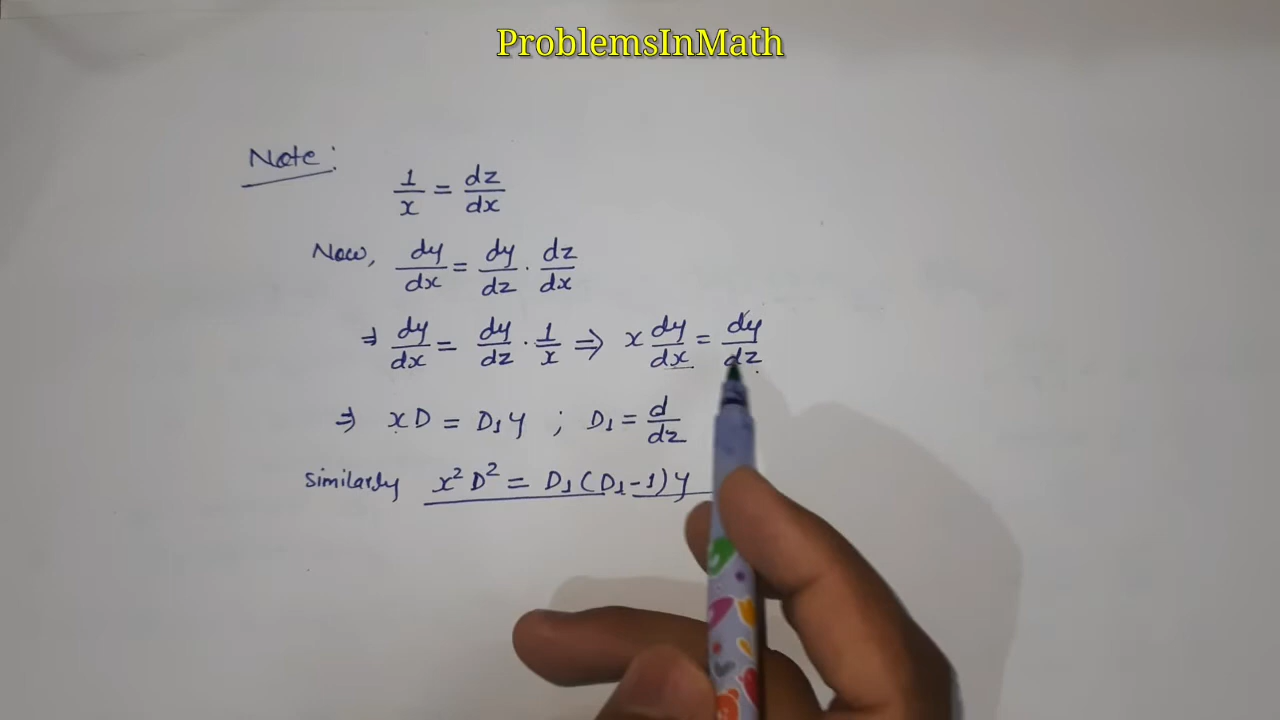 ProblemsInMath
Note:
1/x = dz/dx
Now, dy/dx = dy/dz · dz/dx
⇒ dy/dx = dy/dz · 1/x ⇒ x dy/dx = dy/dz
⇒ xD = D₁y ; D₁ = d/dz
Similarly x²D² = D₁(D₁-1)y